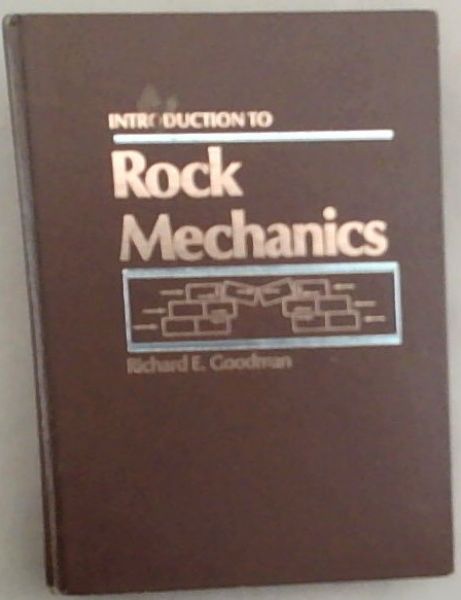 INTRODUCTION TO
Rock
Mechanics
Richard E. Goodman